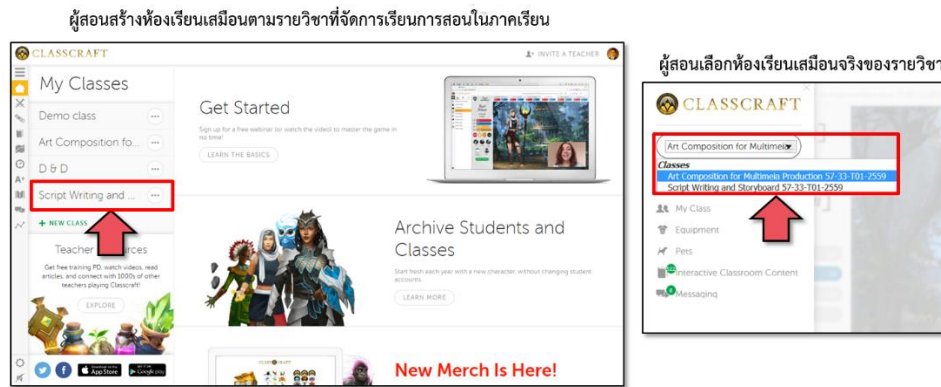 ผู้สอนสร้างห้องเรียนเสมือนตามรายวิชาที่จัดการเรียนการสอนในภาคเรียน
CLASSCRAFT
INVITE A TEACHER
My Classes
Demo class
Art Composition fo...
D & D
Script Writing and ...
+ NEW CLASS
Teacher
rces
Get free training PD, watch videos, read
articles, and connect with 1000s of other
teachers playing Classcraft!
EXPLORE
App Store
Google play
Get Started
Sign up for a free webinar (or watch the video) to master the game in
no time!
LEARN THE BASICS
Archive Students and
Classes
Start fresh each year with a new character, without changing student
accounts.
LEARN MORE
CLASSCRAFT
New Merch Is Here!
ผู้สอนเลือกห้องเรียนเสมือนจริงของรายวิชา
CLASSCRAFT
Art Composition for Multimeia
Classes
Art Composition for Multimeia Production 57-33-T01-2559
Script Writing and Storyboard 57-33-T01-2559
My Class
Equipment
Pets
Interactive Classroom Content
Messaging